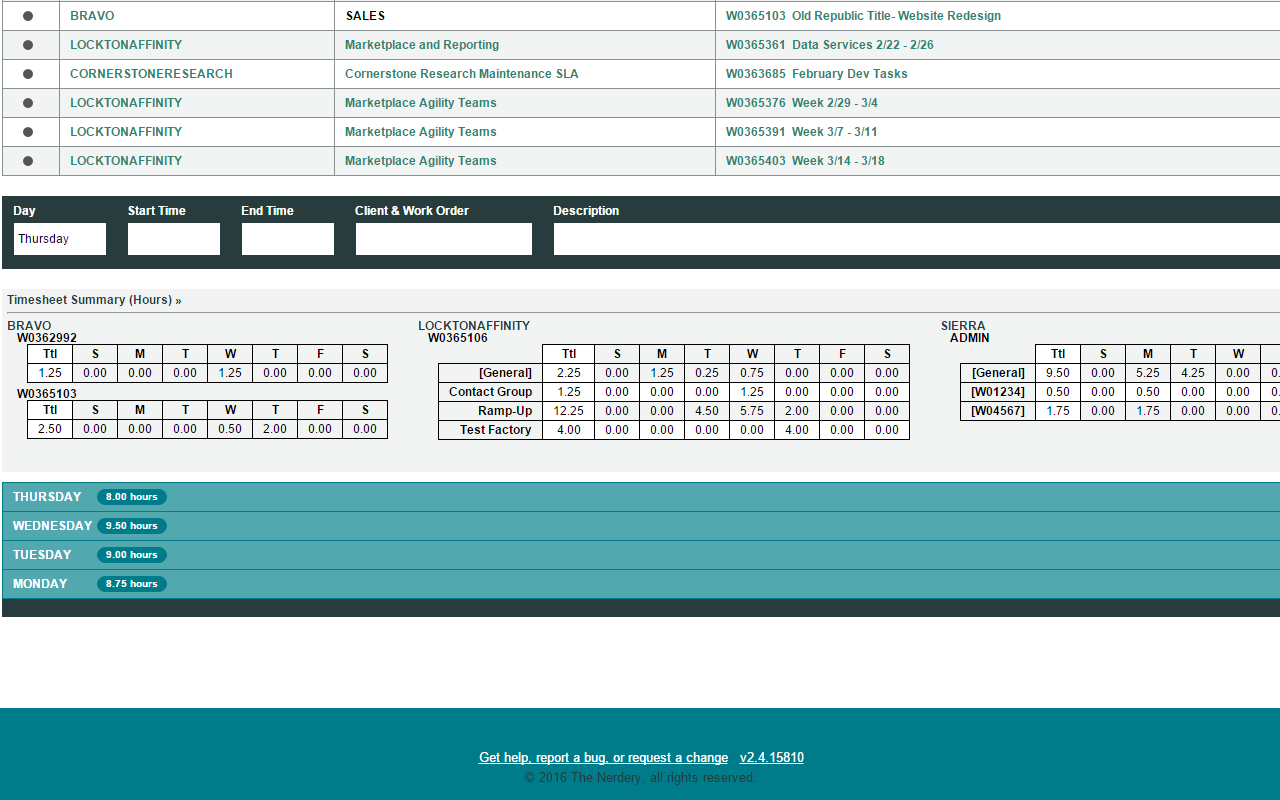 BRAVO SALES W0365103 Old Republic Title- Website Redesign
LOCKTONAFFINITY Marketplace and Reporting W0365361 Data Services 2/22 - 2/26
CORNERSTONERESEARCH Cornerstone Research Maintenance SLA W0363685 February Dev Tasks
LOCKTONAFFINITY Marketplace Agility Teams W0365376 Week 2/29 - 3/4
LOCKTONAFFINITY Marketplace Agility Teams W0365391 Week 3/7 - 3/11
LOCKTONAFFINITY Marketplace Agility Teams W0365403 Week 3/14 - 3/18
Day Start Time End Time Client & Work Order Description
Thursday
Timesheet Summary (Hours) »
BRAVO
W0362992
Ttl S M T W T F S
1.25 0.00 0.00 0.00 1.25 0.00 0.00 0.00
W0365103
Ttl S M T W T F S
2.50 0.00 0.00 0.00 0.50 2.00 0.00 0.00
LOCKTONAFFINITY
W0365106
Ttl S M T W T F S
[General] 2.25 0.00 1.25 0.25 0.75 0.00 0.00 0.00
Contact Group 1.25 0.00 0.00 0.00 1.25 0.00 0.00 0.00
Ramp-Up 12.25 0.00 0.00 4.50 5.75 2.00 0.00 0.00
Test Factory 4.00 0.00 0.00 0.00 0.00 4.00 0.00 0.00
SIERRA
ADMIN
Ttl S M T W
[General] 9.50 0.00 5.25 4.25 0.00 0.
[W01234] 0.50 0.00 0.50 0.00 0.00 0.
[W04567] 1.75 0.00 1.75 0.00 0.00 0.
THURSDAY 8.00 hours
WEDNESDAY 9.50 hours
TUESDAY 9.00 hours
MONDAY 8.75 hours
Get help, report a bug, or request a change v2.4.15810
© 2016 The Nerdery, all rights reserved.